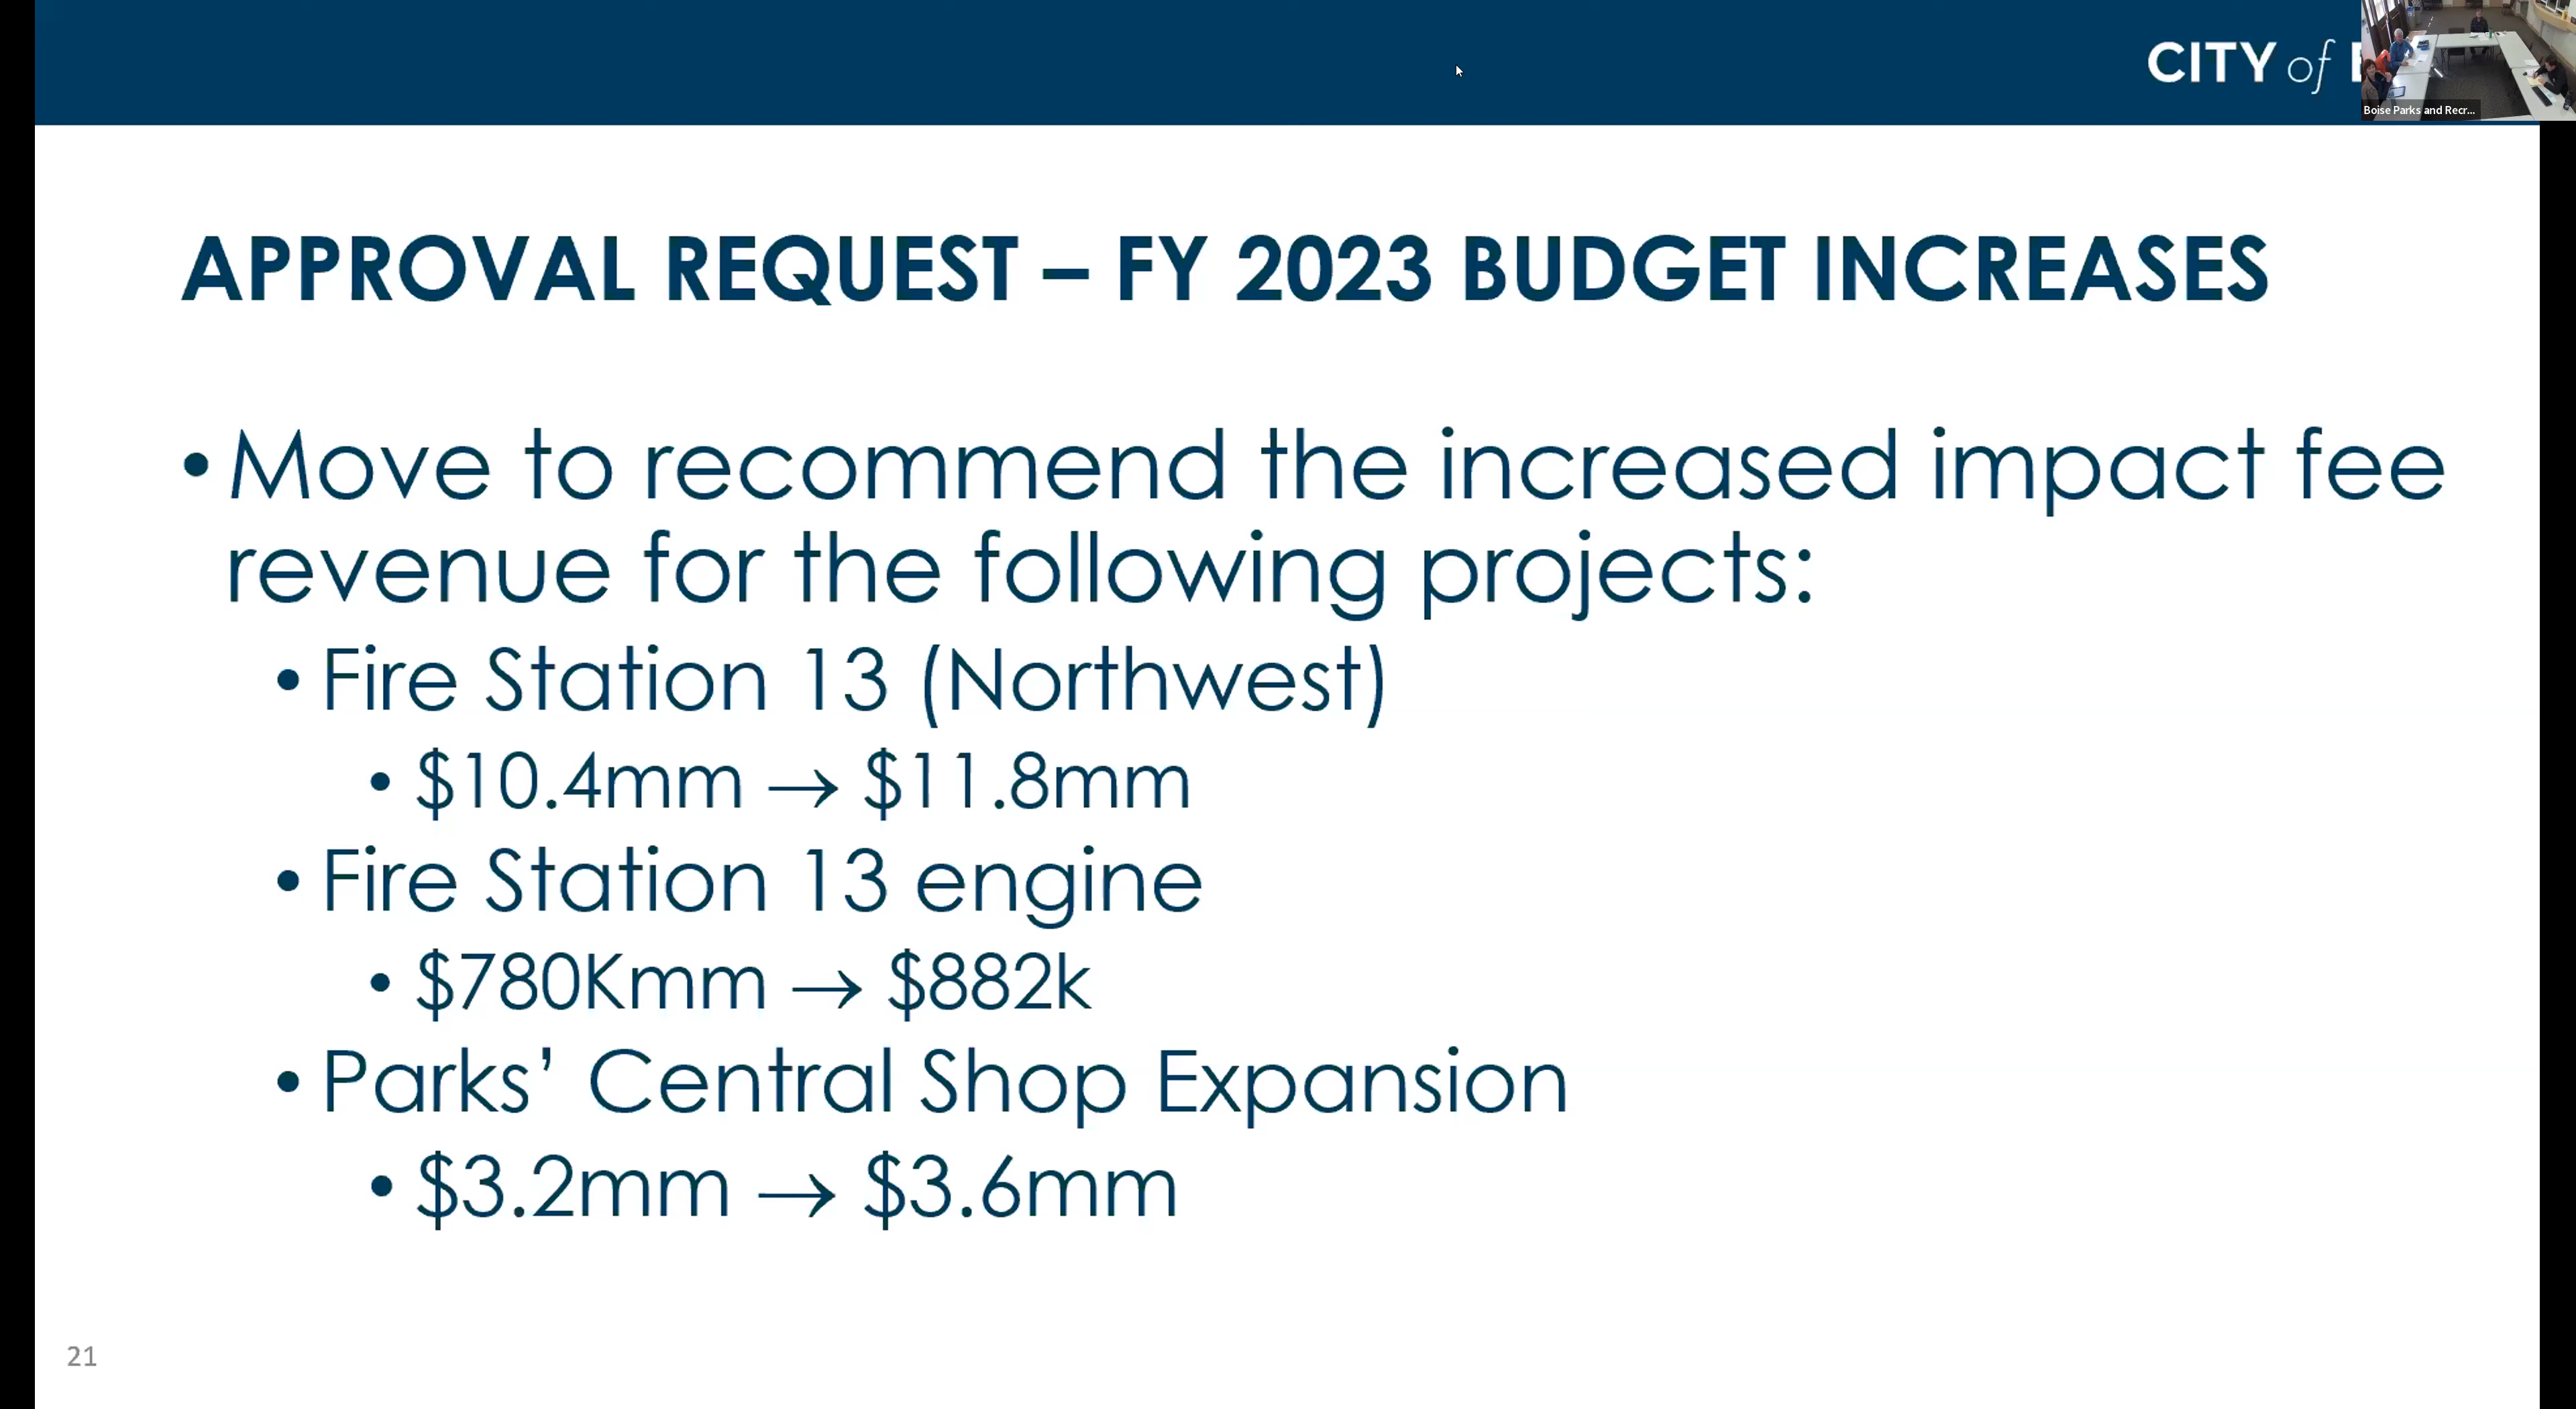 CITY of
Boise Parks and Recr...
APPROVAL REQUEST – FY 2023 BUDGET INCREASES
• Move to recommend the increased impact fee
revenue for the following projects:
• Fire Station 13 (Northwest)
• $10.4mm → $11.8mm
• Fire Station 13 engine
• $780Kmm → $882k
• Parks’ Central Shop Expansion
• $3.2mm → $3.6mm
21